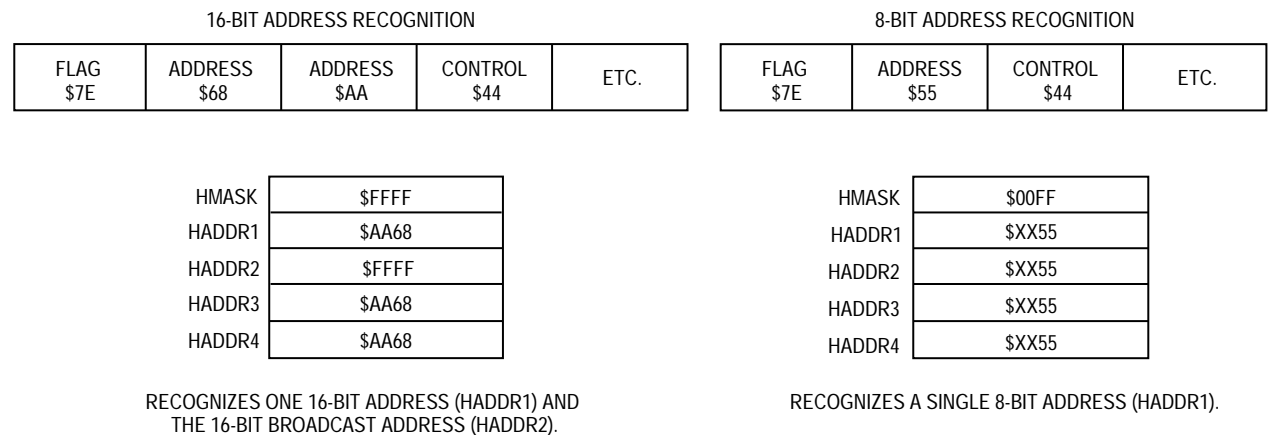 16-BIT ADDRESS RECOGNITION
FLAG ADDRESS ADDRESS CONTROL ETC.
$7E $68 $AA $44
HMASK $FFFF
HADDR1 $AA68
HADDR2 $FFFF
HADDR3 $AA68
HADDR4 $AA68
RECOGNIZES ONE 16-BIT ADDRESS (HADDR1) AND
THE 16-BIT BROADCAST ADDRESS (HADDR2).
8-BIT ADDRESS RECOGNITION
FLAG ADDRESS CONTROL ETC.
$7E $55 $44
HMASK $00FF
HADDR1 $XX55
HADDR2 $XX55
HADDR3 $XX55
HADDR4 $XX55
RECOGNIZES A SINGLE 8-BIT ADDRESS (HADDR1).